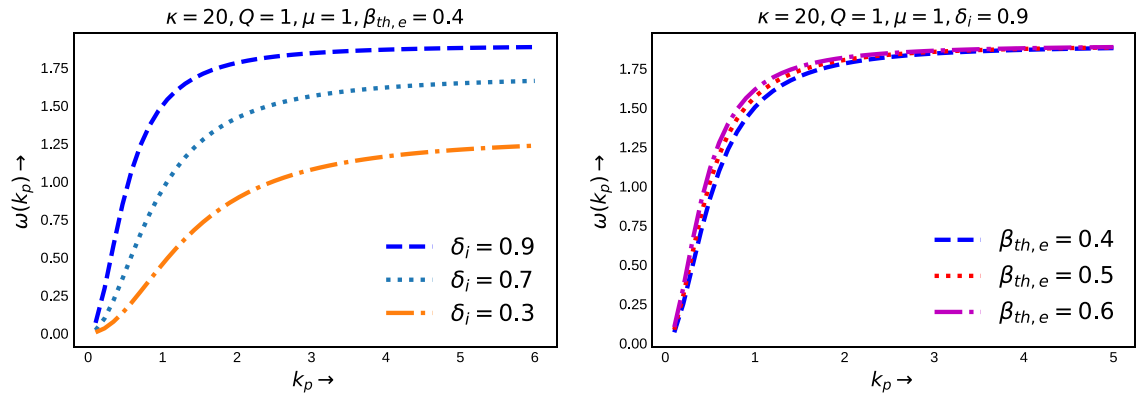 κ = 20, Q = 1, μ = 1, β_{th, e} = 0.4
ω(k_p) →
1.75
1.50
1.25
1.00
0.75
0.50
0.25
0.00
δ_i = 0.9
δ_i = 0.7
δ_i = 0.3
0 1 2 3 4 5 6
k_p →
κ = 20, Q = 1, μ = 1, δ_i = 0.9
ω(k_p) →
1.75
1.50
1.25
1.00
0.75
0.50
0.25
0.00
β_{th, e} = 0.4
β_{th, e} = 0.5
β_{th, e} = 0.6
0 1 2 3 4 5
k_p →